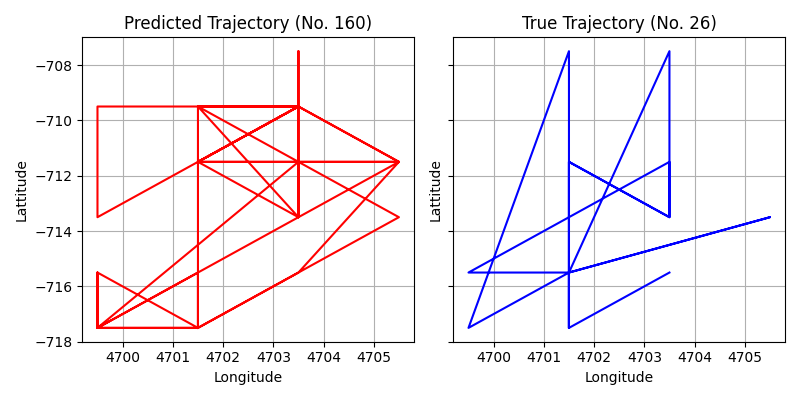 Predicted Trajectory (No. 160)
True Trajectory (No. 26)
−708
−710
−712
−714
−716
−718
Lattitude
Lattitude
4700 4701 4702 4703 4704 4705
4700 4701 4702 4703 4704 4705
Longitude
Longitude